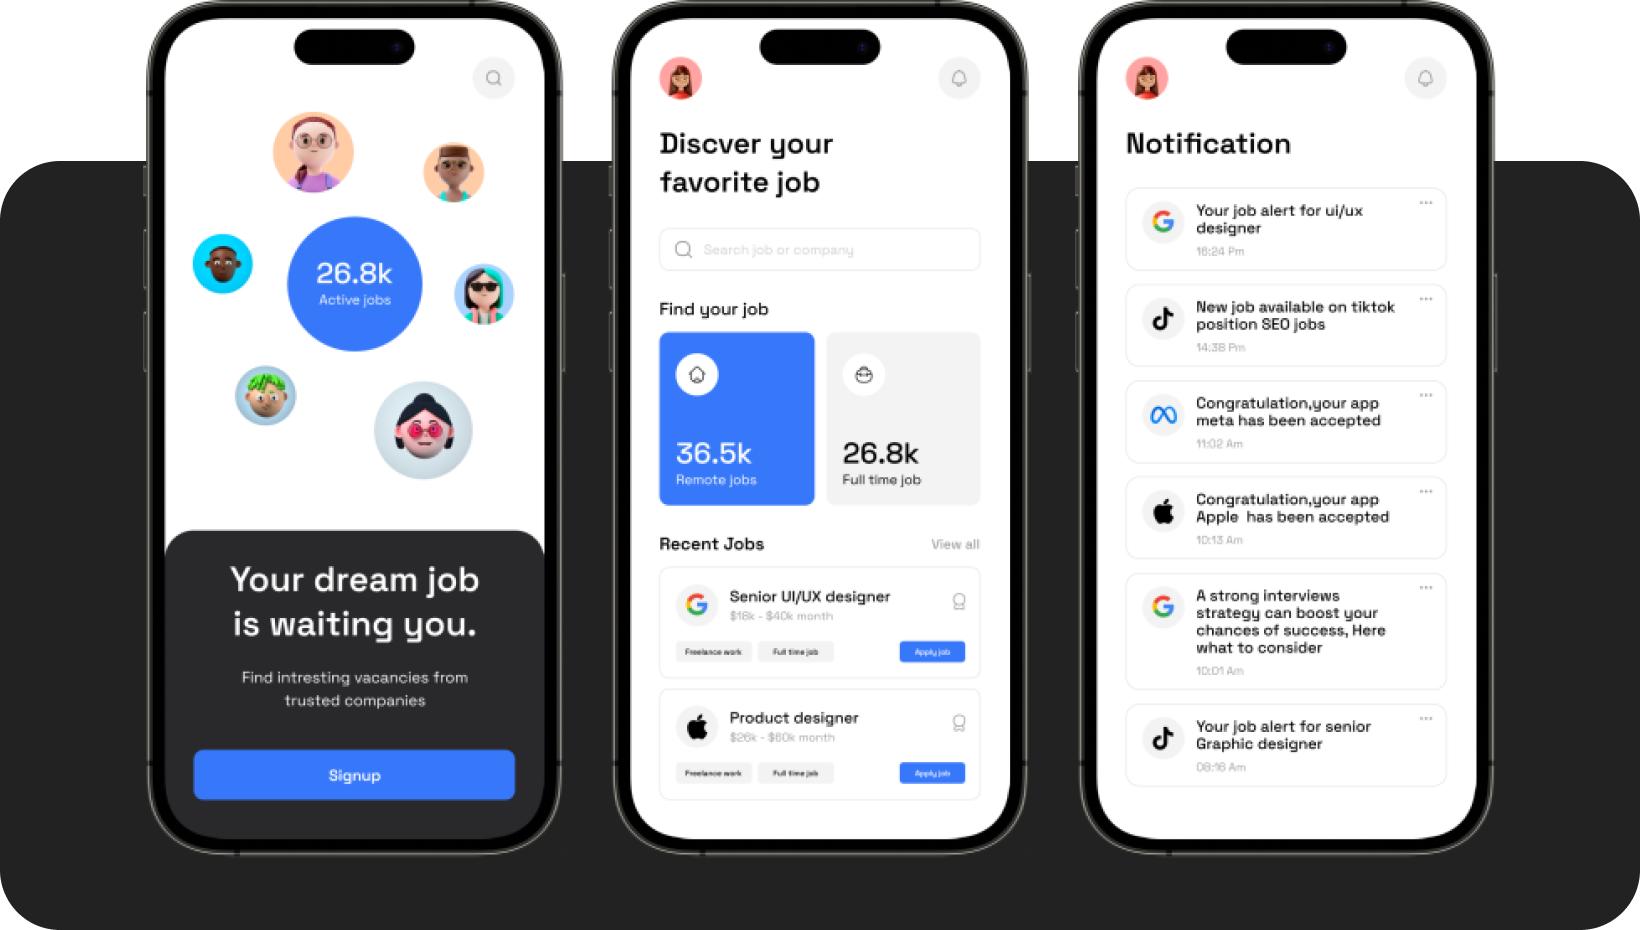 26.8k
Active jobs
Your dream job
is waiting you.
Find intresting vacancies from
trusted companies
Signup
Discver your
favorite job
Search job or company
Find your job
36.5k
Remote jobs
26.8k
Full time job
Recent Jobs
View all
Senior UI/UX designer
$18k - $40k month
Freelance work
Full time job
Apply job
Product designer
$26k - $60k month
Freelance work
Full time job
Apply job
Notification
Your job alert for ui/ux
designer
16:24 Pm
New job available on tiktok
position SEO jobs
14:38 Pm
Congratulation,your app
meta has been accepted
11:02 Am
Congratulation,your app
Apple  has been accepted
10:13 Am
A strong interviews
strategy can boost your
chances of success, Here
what to consider
10:01 Am
Your job alert for senior
Graphic designer
08:16 Am